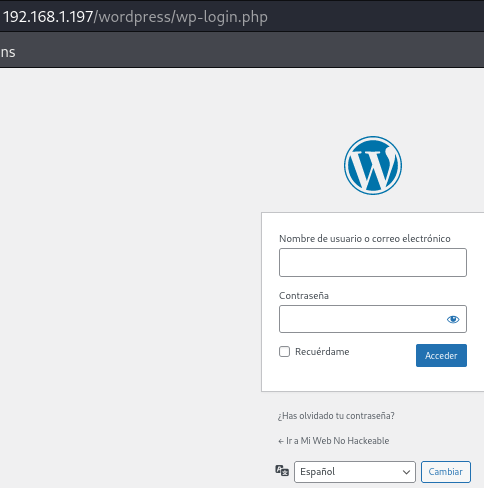 192.168.1.197/wordpress/wp-login.php
ns
Nombre de usuario o correo electrónico
Contraseña
Recuérdame
Acceder
¿Has olvidado tu contraseña?
← Ir a Mi Web No Hackeable
Español
Cambiar